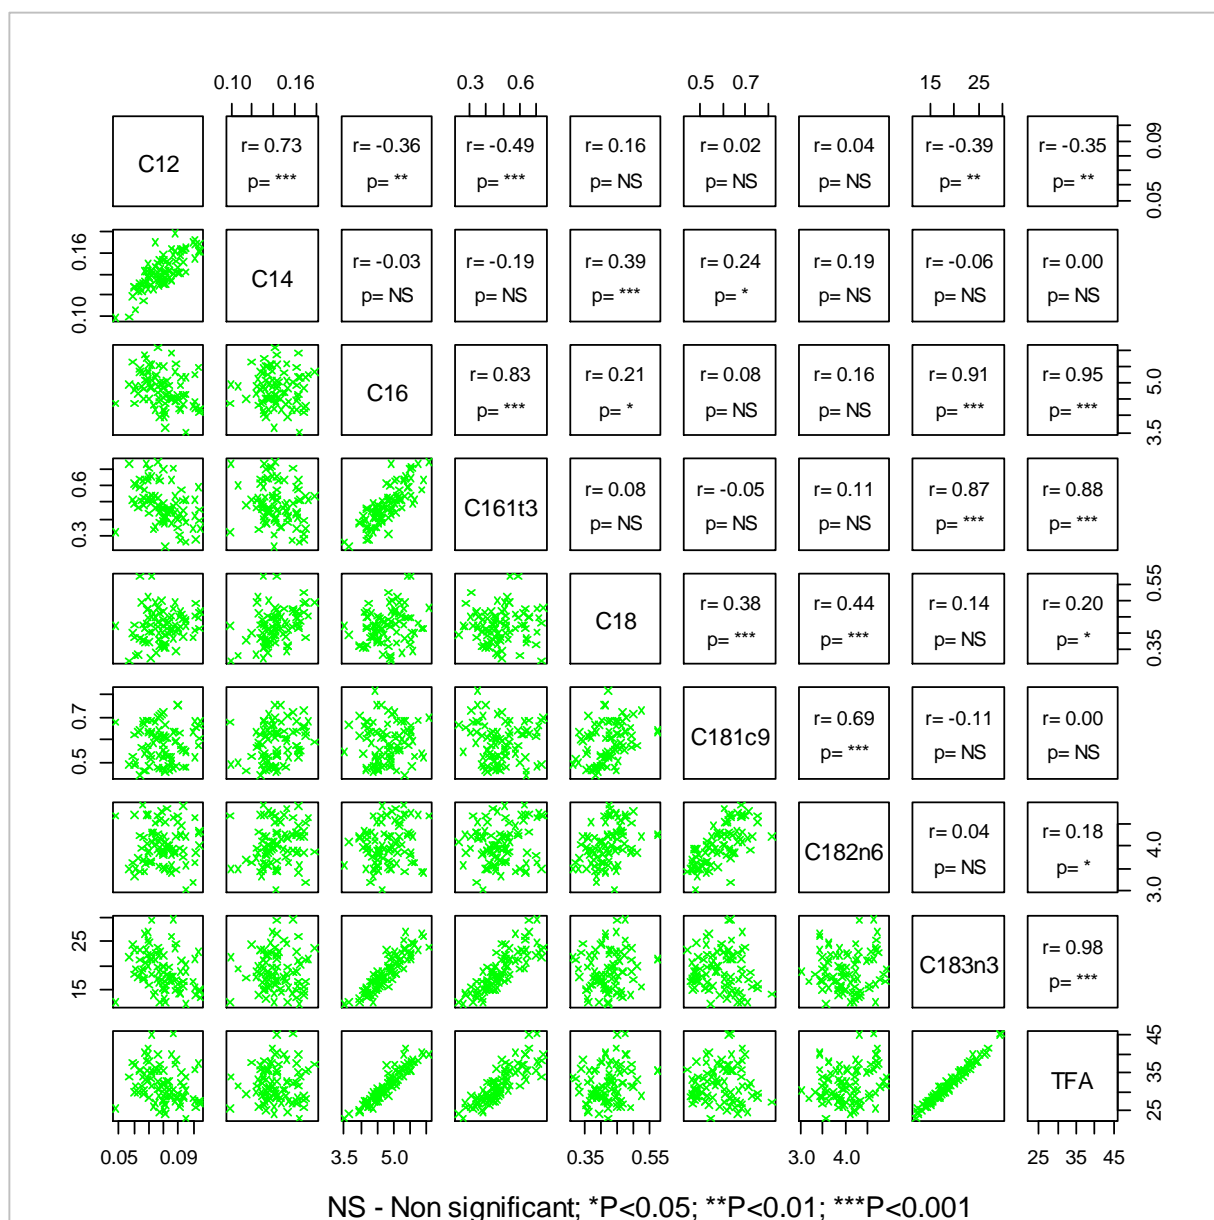 0.10 0.16 0.3 0.6 0.5 0.7 15 25
C12 r= 0.73 r= -0.36 r= -0.49 r= 0.16 r= 0.02 r= 0.04 r= -0.39 r= -0.35
p= *** p= ** p= *** p= NS p= NS p= NS p= ** p= **
0.05 0.09
0.10 0.16
C14 r= -0.03 r= -0.19 r= 0.39 r= 0.24 r= 0.19 r= -0.06 r= 0.00
p= NS p= NS p= *** p= * p= NS p= NS p= NS
C16 r= 0.83 r= 0.21 r= 0.08 r= 0.16 r= 0.91 r= 0.95
p= *** p= * p= NS p= NS p= *** p= ***
3.5 5.0
0.3 0.6
C161t3 r= 0.08 r= -0.05 r= 0.11 r= 0.87 r= 0.88
p= NS p= NS p= NS p= *** p= ***
C18 r= 0.38 r= 0.44 r= 0.14 r= 0.20
p= *** p= *** p= NS p= *
0.35 0.55
0.5 0.7
C181c9 r= 0.69 r= -0.11 r= 0.00
p= *** p= NS p= NS
C182n6 r= 0.04 r= 0.18
p= NS p= *
3.0 4.0
15 25
C183n3 r= 0.98
p= ***
TFA
25 35 45
0.05 0.09 3.5 5.0 0.35 0.55 3.0 4.0 25 35 45
NS - Non significant; *P<0.05; **P<0.01; ***P<0.001